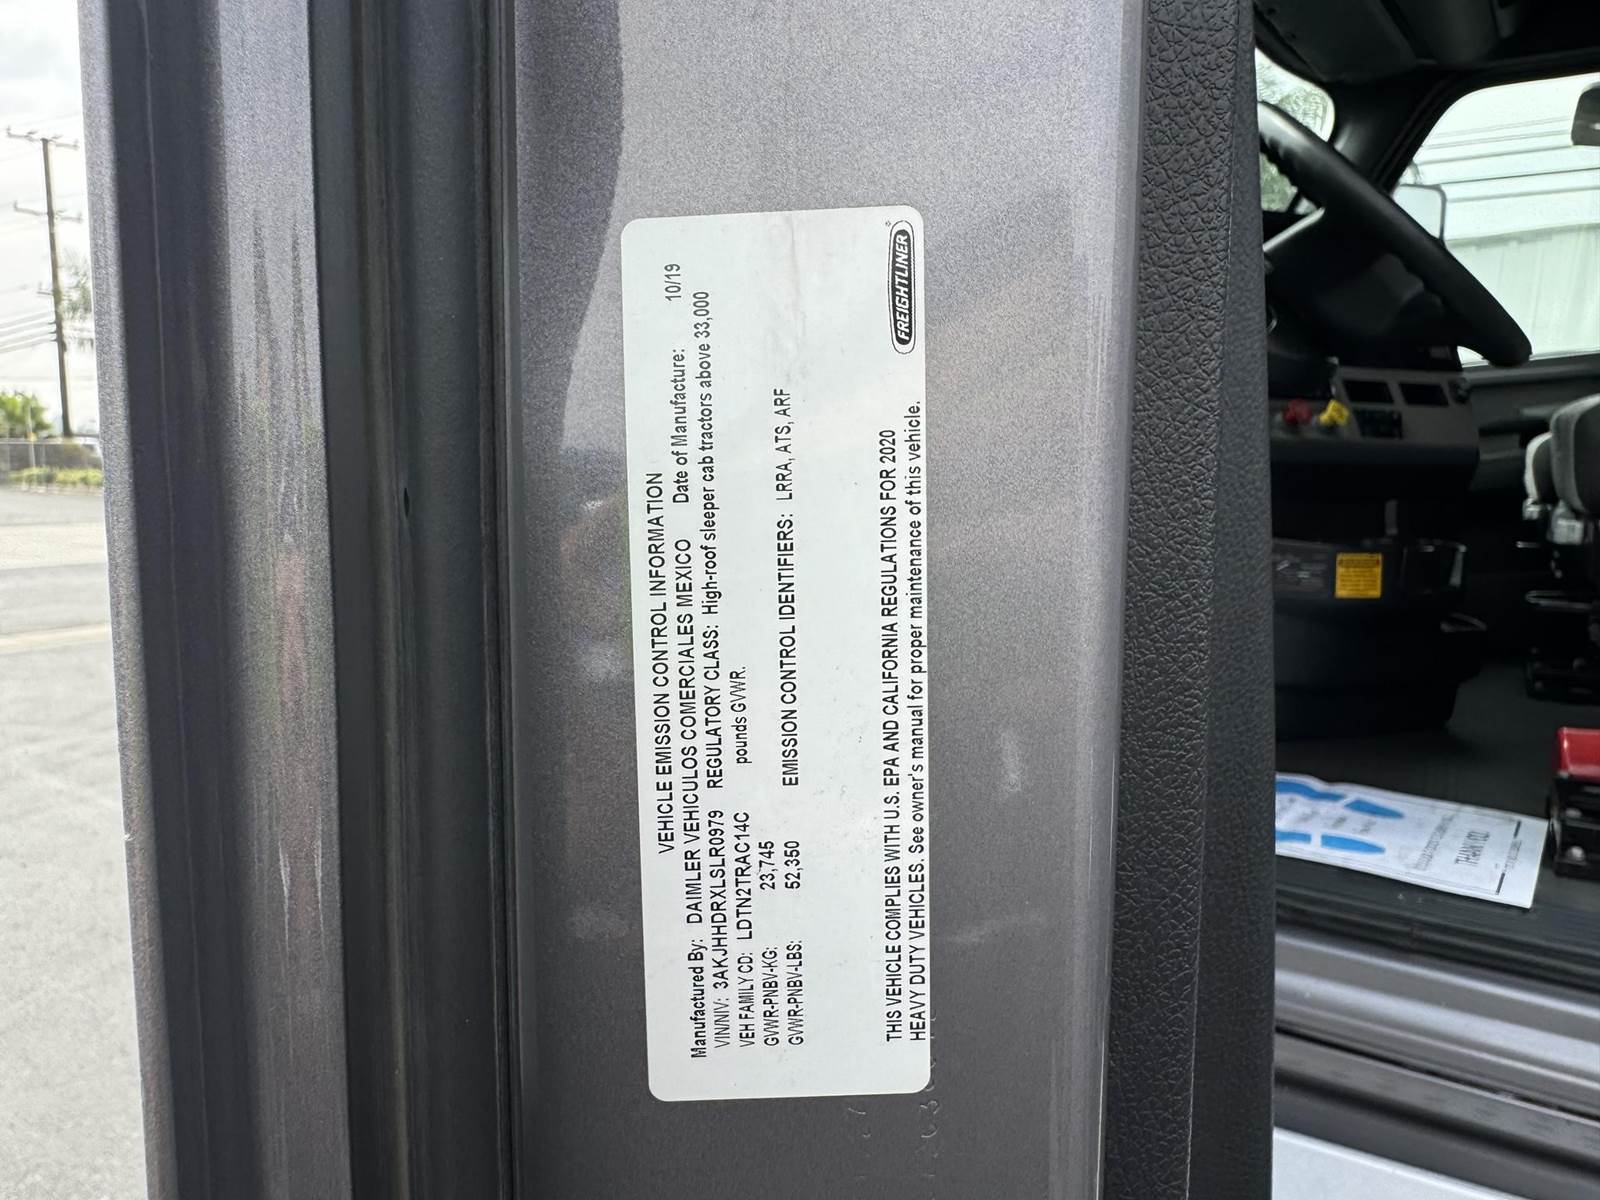 VEHICLE EMISSION CONTROL INFORMATION
Manufactured By: DAIMLER VEHICULOS COMERCIALES MEXICO Date of Manufacture: 10/19
VIN/NIV: 3AKJHHDRXLSLR0979 REGULATORY CLASS: High-roof sleeper cab tractors above 33,000
VEH FAMILY CD: LDTN2TRAC14C pounds GVWR.
GVWR-PNBV-KG: 23,745
GVWR-PNBV-LBS: 52,350 EMISSION CONTROL IDENTIFIERS: LRRA, ATS, ARF
THIS VEHICLE COMPLIES WITH U.S. EPA AND CALIFORNIA REGULATIONS FOR 2020
HEAVY DUTY VEHICLES. See owner's manual for proper maintenance of this vehicle.
FREIGHTLINER
THANK YOU